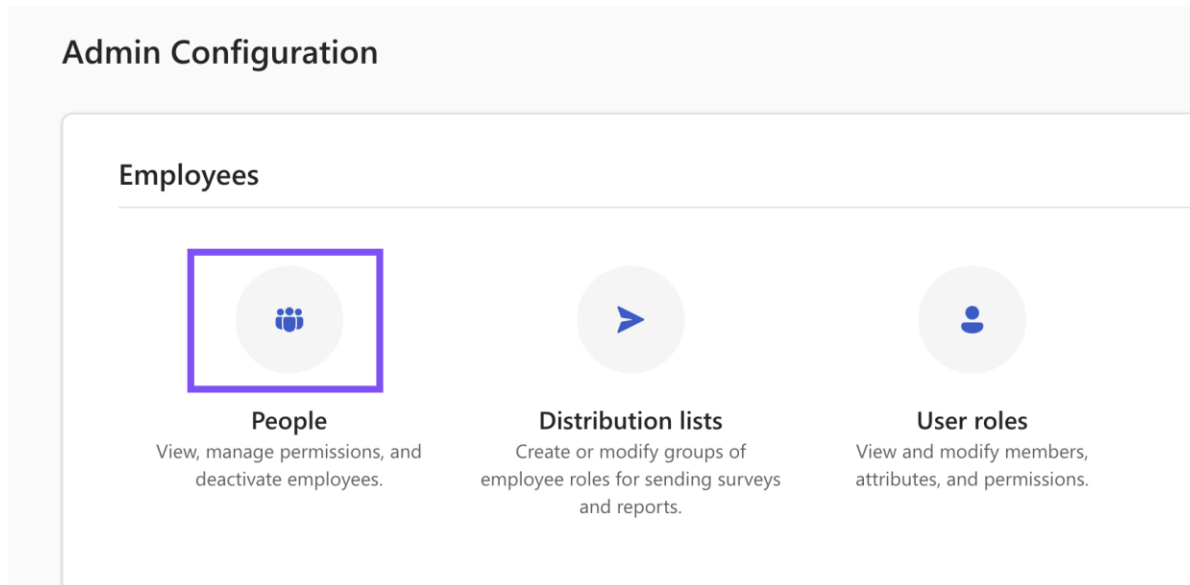 Admin Configuration
Employees
People
View, manage permissions, and
deactivate employees.
Distribution lists
Create or modify groups of
employee roles for sending surveys
and reports.
User roles
View and modify members,
attributes, and permissions.